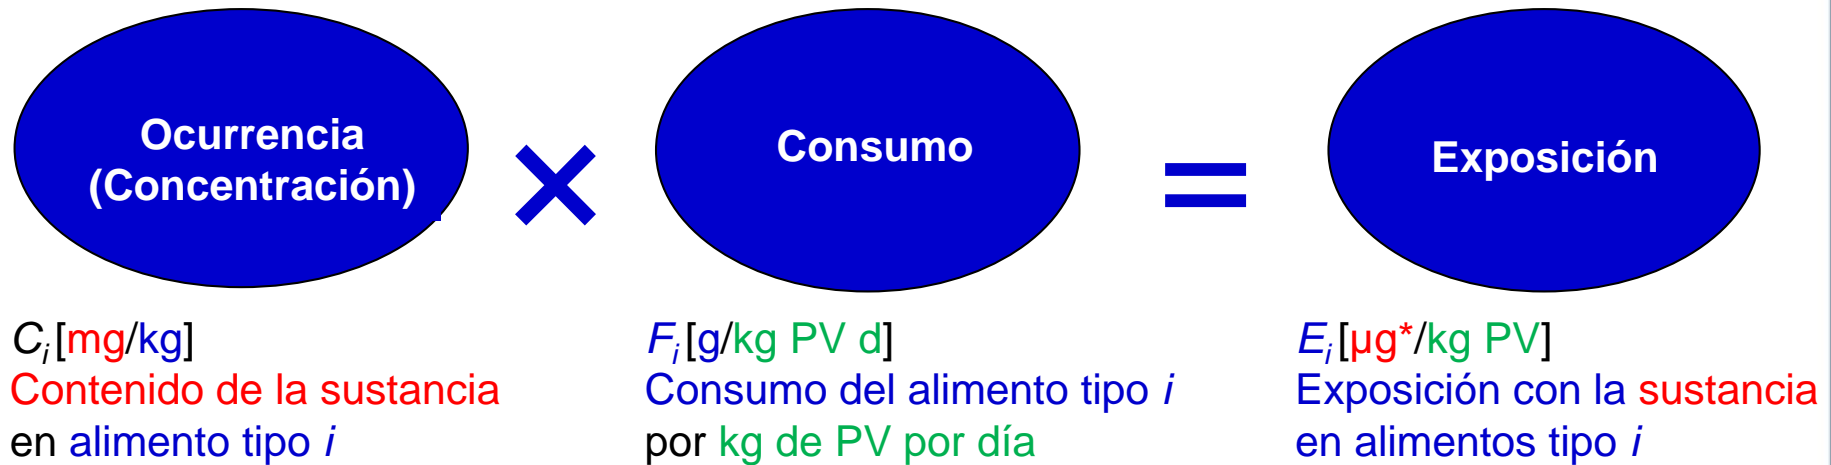 Ocurrencia
(Concentración)
×
Consumo
=
Exposición
Ci [mg/kg]
Contenido de la sustancia
en alimento tipo i
Fi [g/kg PV d]
Consumo del alimento tipo i
por kg de PV por día
Ei [µg*/kg PV]
Exposición con la sustancia
en alimentos tipo i